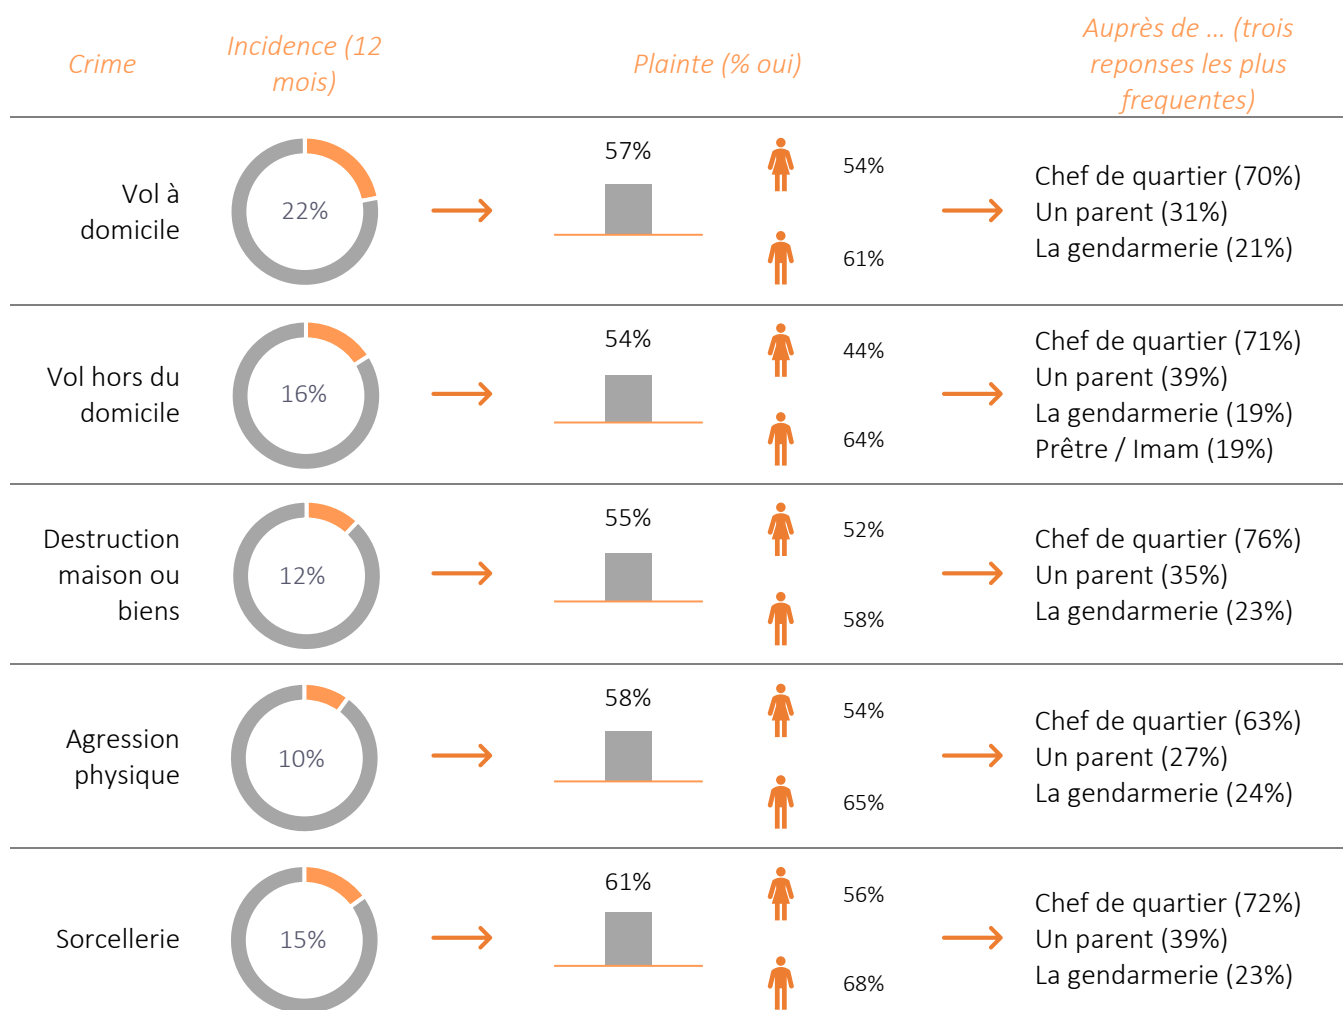 Crime
Incidence (12
mois)
Plainte (% oui)
Auprès de ... (trois
reponses les plus
frequentes)
Vol à
domicile
22%
57%
54%
61%
Chef de quartier (70%)
Un parent (31%)
La gendarmerie (21%)
Vol hors du
domicile
16%
54%
44%
64%
Chef de quartier (71%)
Un parent (39%)
La gendarmerie (19%)
Prêtre / Imam (19%)
Destruction
maison ou
biens
12%
55%
52%
58%
Chef de quartier (76%)
Un parent (35%)
La gendarmerie (23%)
Agression
physique
10%
58%
54%
65%
Chef de quartier (63%)
Un parent (27%)
La gendarmerie (24%)
Sorcellerie
15%
61%
56%
68%
Chef de quartier (72%)
Un parent (39%)
La gendarmerie (23%)